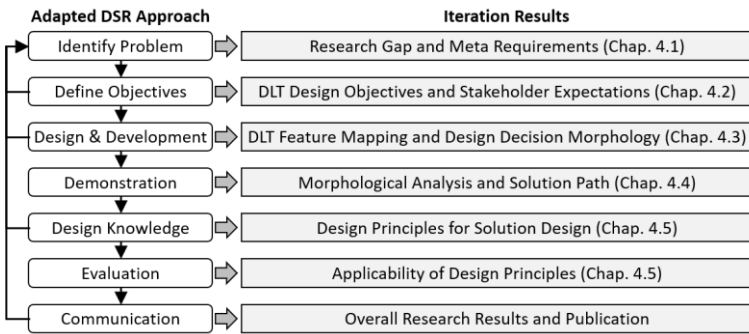 Adapted DSR Approach Iteration Results
Identify Problem Research Gap and Meta Requirements (Chap. 4.1)
Define Objectives DLT Design Objectives and Stakeholder Expectations (Chap. 4.2)
Design & Development DLT Feature Mapping and Design Decision Morphology (Chap. 4.3)
Demonstration Morphological Analysis and Solution Path (Chap. 4.4)
Design Knowledge Design Principles for Solution Design (Chap. 4.5)
Evaluation Applicability of Design Principles (Chap. 4.5)
Communication Overall Research Results and Publication